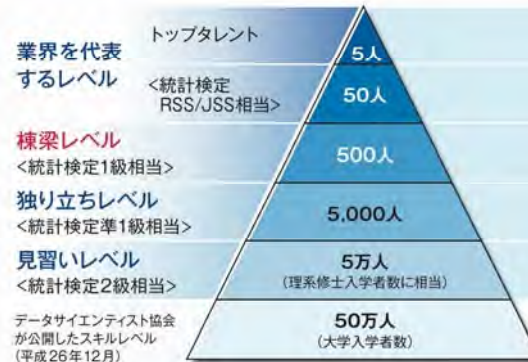 業界を代表
するレベル
トップタレント
5人
<統計検定
RSS/JSS相当>
50人
棟梁レベル
<統計検定1級相当>
500人
独り立ちレベル
<統計検定準1級相当>
5,000人
見習いレベル
<統計検定2級相当>
5万人
(理系修士入学者数に相当)
データサイエンティスト協会
が公開したスキルレベル
(平成26年12月)
50万人
(大学入学者数)